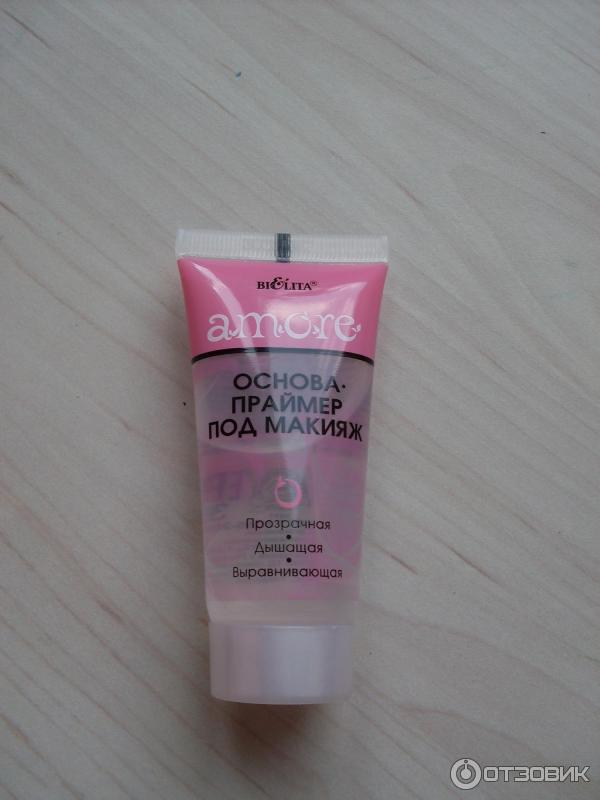 BIELITA®
amore
ОСНОВА-
ПРАЙМЕР
ПОД МАКИЯЖ
Прозрачная
•
Дышащая
•
Выравнивающая
ОТЗОВИК